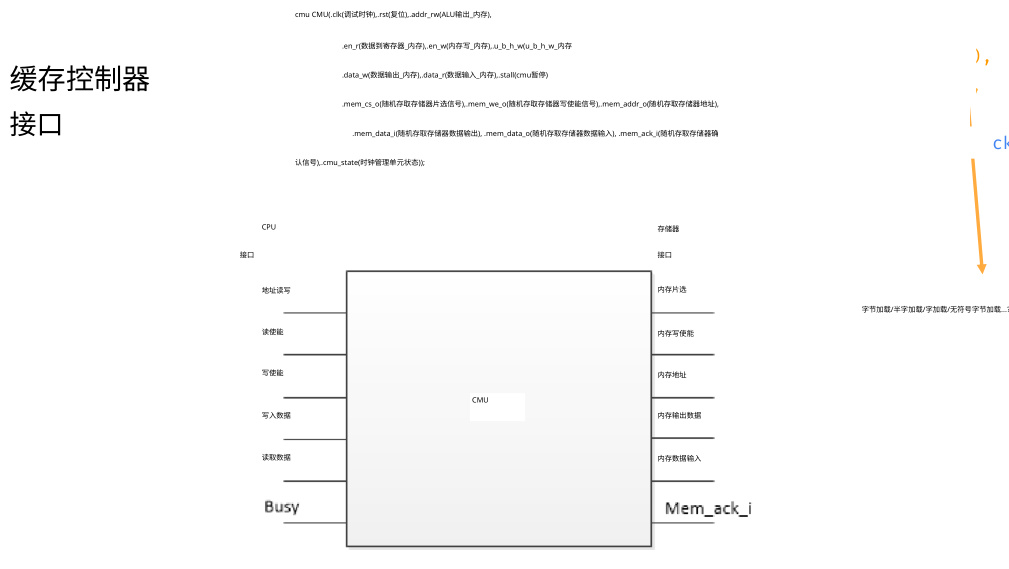 缓存控制器
接口
cmu CMU(.clk(调试时钟),.rst(复位),.addr_rw(ALU输出_内存),
.en_r(数据到寄存器_内存),.en_w(内存写_内存),.u_b_h_w(u_b_h_w_内存
.data_w(数据输出_内存),.data_r(数据输入_内存),.stall(cmu暂停)
.mem_cs_o(随机存取存储器片选信号),.mem_we_o(随机存取存储器写使能信号),.mem_addr_o(随机存取存储器地址),
.mem_data_i(随机存取存储器数据输出),.mem_data_o(随机存取存储器数据输入), .mem_ack_i(随机存取存储器确
认信号),.cmu_state(时钟管理单元状态));
),
ck
CPU
接口
存储器
接口
地址读写
读使能
写使能
写入数据
读取数据
Busy
CMU
内存片选
内存写使能
内存地址
内存输出数据
内存数据输入
Mem_ack_i
字节加载/半字加载/字加载/无符号字节加载...